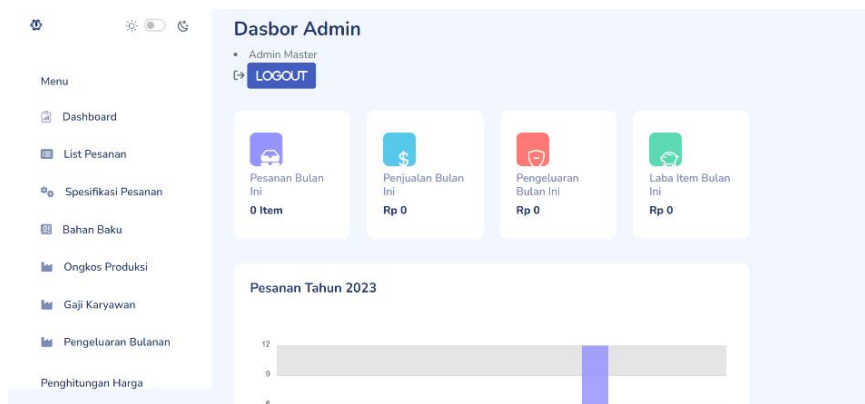 Menu
Dashboard
List Pesanan
Spesifikasi Pesanan
Bahan Baku
Ongkos Produksi
Gaji Karyawan
Pengeluaran Bulanan
Penghitungan Harga
Dasbor Admin
Admin Master
LOGOUT
Pesanan Bulan
Ini
0 Item
Penjualan Bulan
Ini
Rp 0
Pengeluaran
Bulan Ini
Rp 0
Laba Item Bulan
Ini
Rp 0
Pesanan Tahun 2023
12
9
6